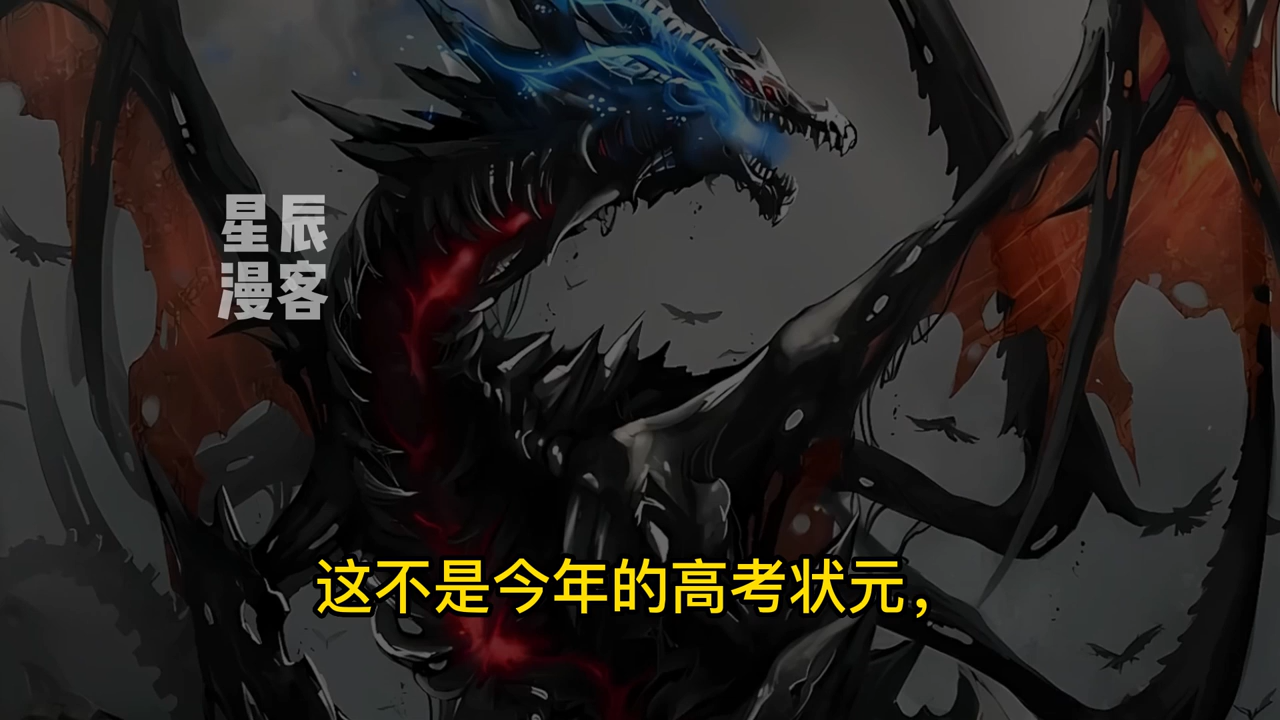 星辰
漫客
这不是今年的高考状元，